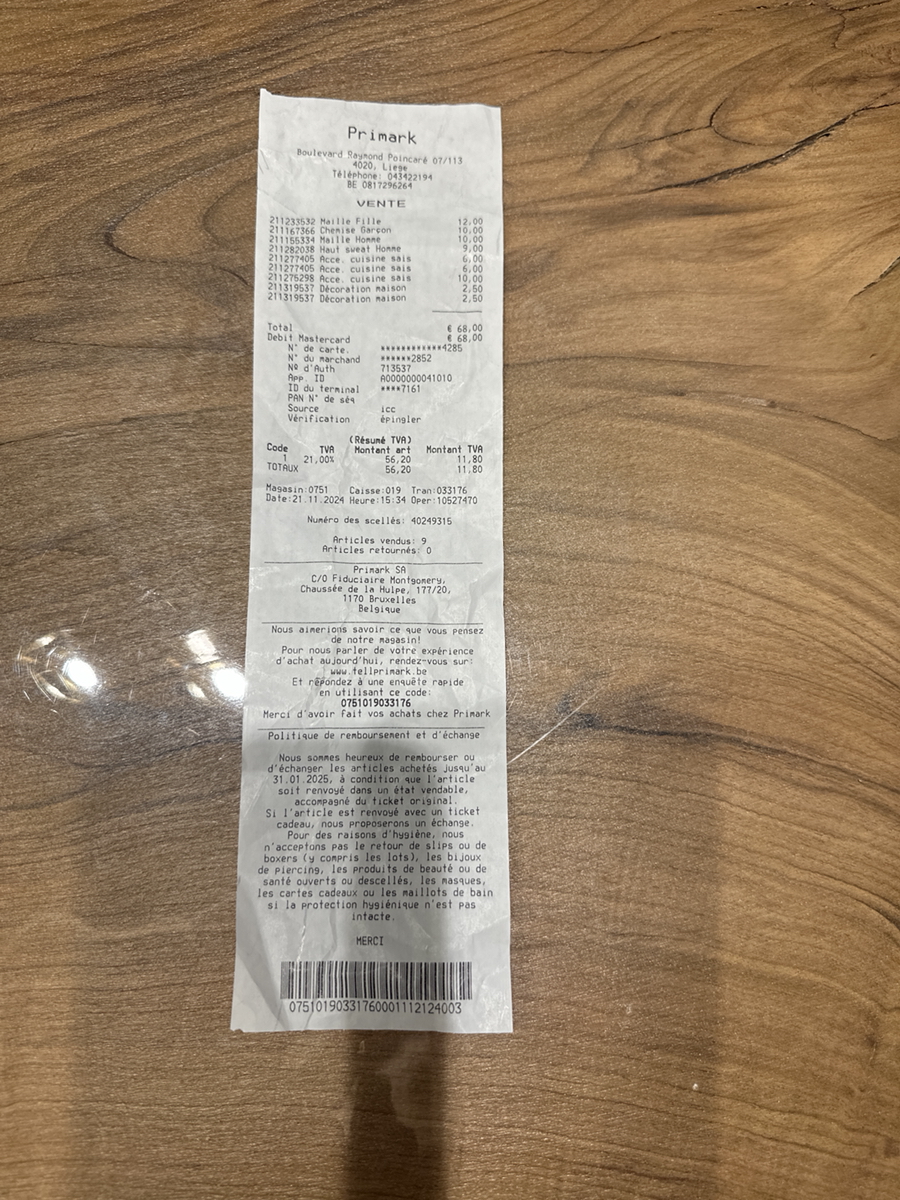 Primark
Boulevard Raymond Poincaré 07/113
4020, Liege
Téléphone: 043422194
BE 0817296264
VENTE
211233532 Maille Fille 12,00
211167366 Chemise Garçon 10,00
211155334 Maille Homme 10,00
211282038 Haut sweat Homme 9,00
211277405 Acce. cuisine sais 6,00
211277405 Acce. cuisine sais 6,00
211275298 Acce. cuisine sais 10,00
211319537 Décoration maison 2,50
211319537 Décoration maison 2,50
Total € 68,00
Debit Mastercard € 68,00
N° de carte. ************4285
N° du marchand ******2852
Nº d'Auth 713537
App. ID A0000000041010
ID du terminal ****7161
PAN N° de séq
Source icc
Vérification épingler
(Résumé TVA)
Code TVA Montant art Montant TVA
1 21,00% 56,20 11,80
TOTAUX 56,20 11,80
Magasin:0751 Caisse:019 Tran:033176
Date:21.11.2024 Heure:15:34 Oper:10527470
Numéro des scellés: 40249315
Articles vendus: 9
Articles retournés: 0
Primark SA
C/O Fiduciaire Montgomery,
Chaussée de la Hulpe, 177/20,
1170 Bruxelles
Belgique
Nous aimerions savoir ce que vous pensez
de notre magasin!
Pour nous parler de votre expérience
d'achat aujourd'hui, rendez-vous sur:
www.tellprimark.be
Et répondez à une enquête rapide
en utilisant ce code:
0751019033176
Merci d'avoir fait vos achats chez Primark
Politique de remboursement et d'échange
Nous sommes heureux de rembourser ou
d'échanger les articles achetés jusqu'au
31.01.2025, à condition que l'article
soit renvoyé dans un état vendable,
accompagné du ticket original.
Si l'article est renvoyé avec un ticket
cadeau, nous proposerons un échange.
Pour des raisons d'hygiène, nous
n'acceptons pas le retour de slips ou de
boxers (y compris les lots), les bijoux
de piercing, les produits de beauté ou de
santé ouverts ou descellés, les masques,
les cartes cadeaux ou les maillots de bain
si la protection hygiénique n'est pas
intacte.
MERCI
07510190331760001112124003